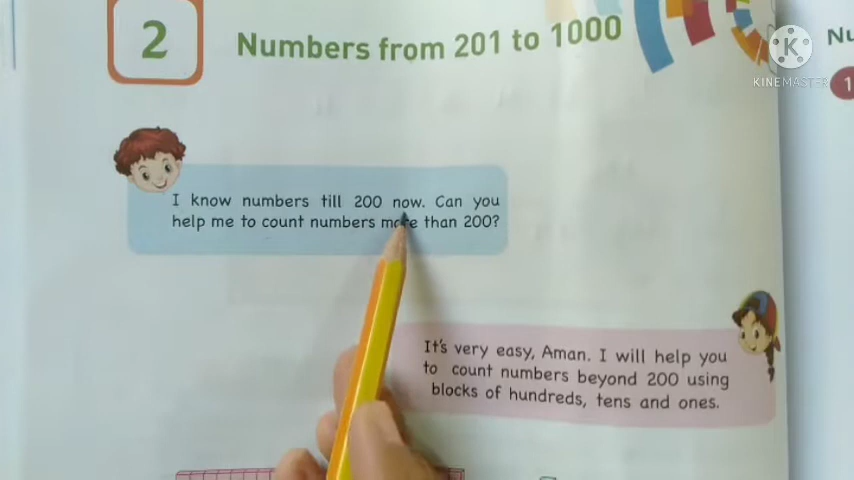 2
Numbers from 201 to 1000
KINEMASTER
Nu
1
I know numbers till 200 now. Can you
help me to count numbers more than 200?
It's very easy, Aman. I will help you
to count numbers beyond 200 using
blocks of hundreds, tens and ones.